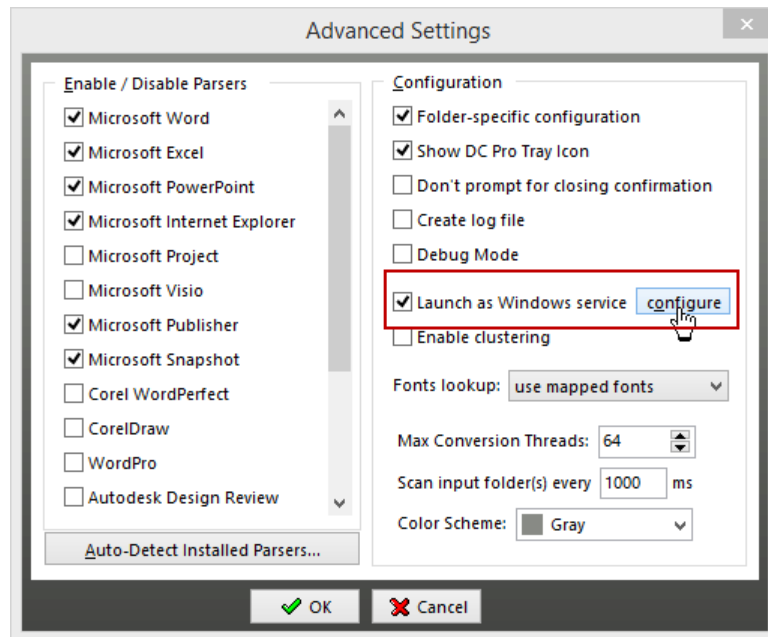 Advanced Settings
Enable / Disable Parsers
Microsoft Word
Microsoft Excel
Microsoft PowerPoint
Microsoft Internet Explorer
Microsoft Project
Microsoft Visio
Microsoft Publisher
Microsoft Snapshot
Corel WordPerfect
CorelDraw
WordPro
Autodesk Design Review
Auto-Detect Installed Parsers...
Configuration
Folder-specific configuration
Show DC Pro Tray Icon
Don't prompt for closing confirmation
Create log file
Debug Mode
Launch as Windows service configure
Enable clustering
Fonts lookup: use mapped fonts
Max Conversion Threads: 64
Scan input folder(s) every 1000 ms
Color Scheme: Gray
OK Cancel